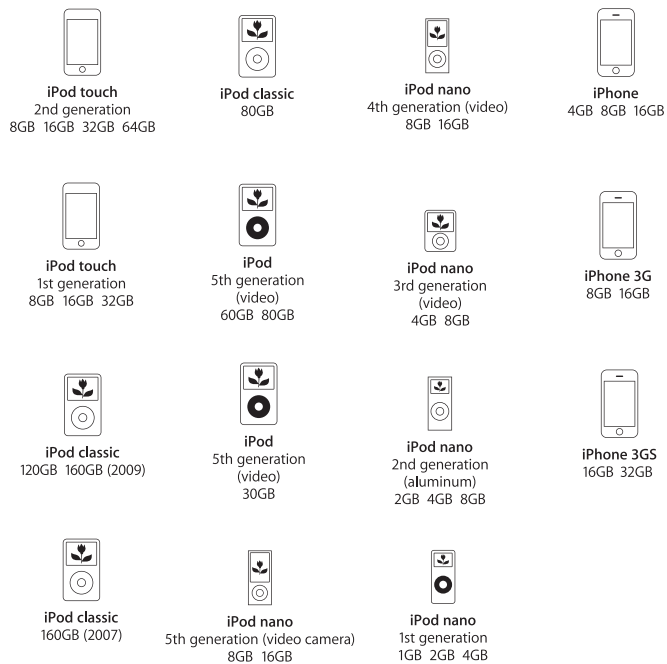 iPod touch
2nd generation
8GB 16GB 32GB 64GB
iPod classic
80GB
iPod nano
4th generation (video)
8GB 16GB
iPhone
4GB 8GB 16GB
iPod touch
1st generation
8GB 16GB 32GB
iPod
5th generation
(video)
60GB 80GB
iPod nano
3rd generation
(video)
4GB 8GB
iPhone 3G
8GB 16GB
iPod classic
120GB 160GB (2009)
iPod
5th generation
(video)
30GB
iPod nano
2nd generation
(aluminum)
2GB 4GB 8GB
iPhone 3GS
16GB 32GB
iPod classic
160GB (2007)
iPod nano
5th generation (video camera)
8GB 16GB
iPod nano
1st generation
1GB 2GB 4GB